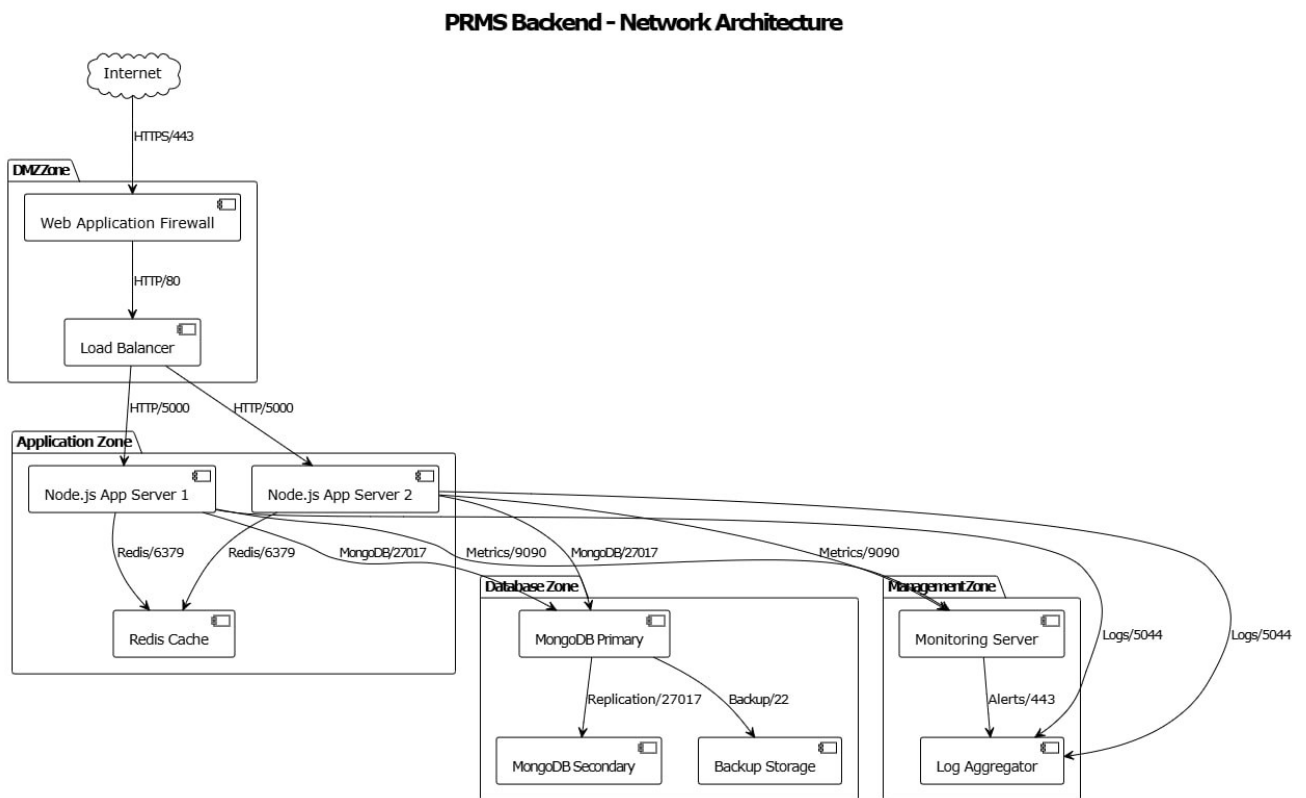 PRMS Backend - Network Architecture
Internet
HTTPS/443
DMZ Zone
Web Application Firewall
HTTP/80
Load Balancer
HTTP/5000
HTTP/5000
Application Zone
Node.js App Server 1
Node.js App Server 2
Redis/6379
Redis/6379
MongoDB/27017
Metrics/9090
MongoDB/27017
Metrics/9090
Database Zone
Management Zone
Redis Cache
MongoDB Primary
Monitoring Server
Logs/5044
Logs/5044
Replication/27017
Backup/22
Alerts/443
MongoDB Secondary
Backup Storage
Log Aggregator